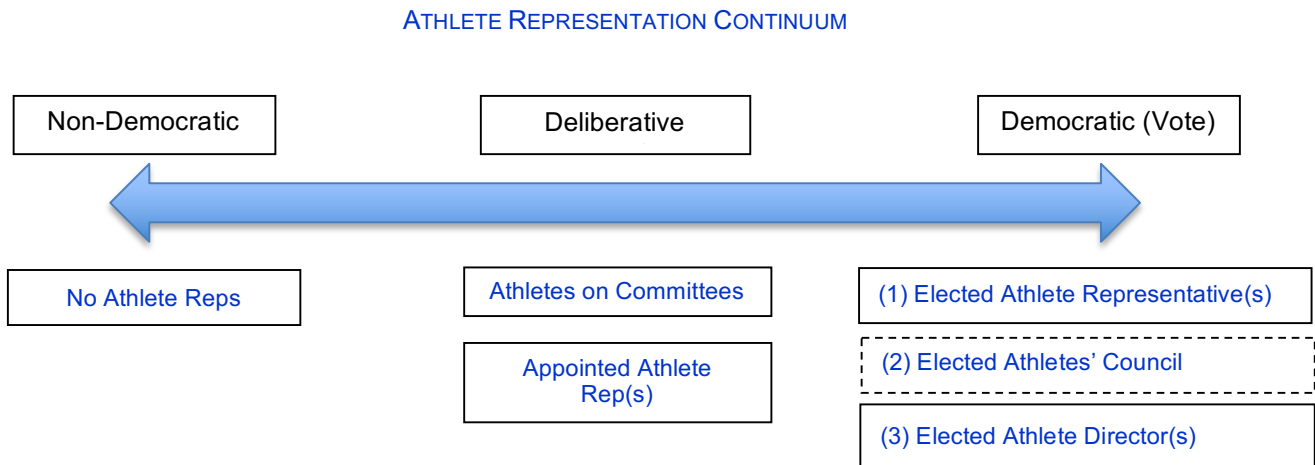 ATHLETE REPRESENTATION CONTINUUM
Non-Democratic
Deliberative
Democratic (Vote)
No Athlete Reps
Athletes on Committees
Appointed Athlete
Rep(s)
(1) Elected Athlete Representative(s)
(2) Elected Athletes’ Council
(3) Elected Athlete Director(s)